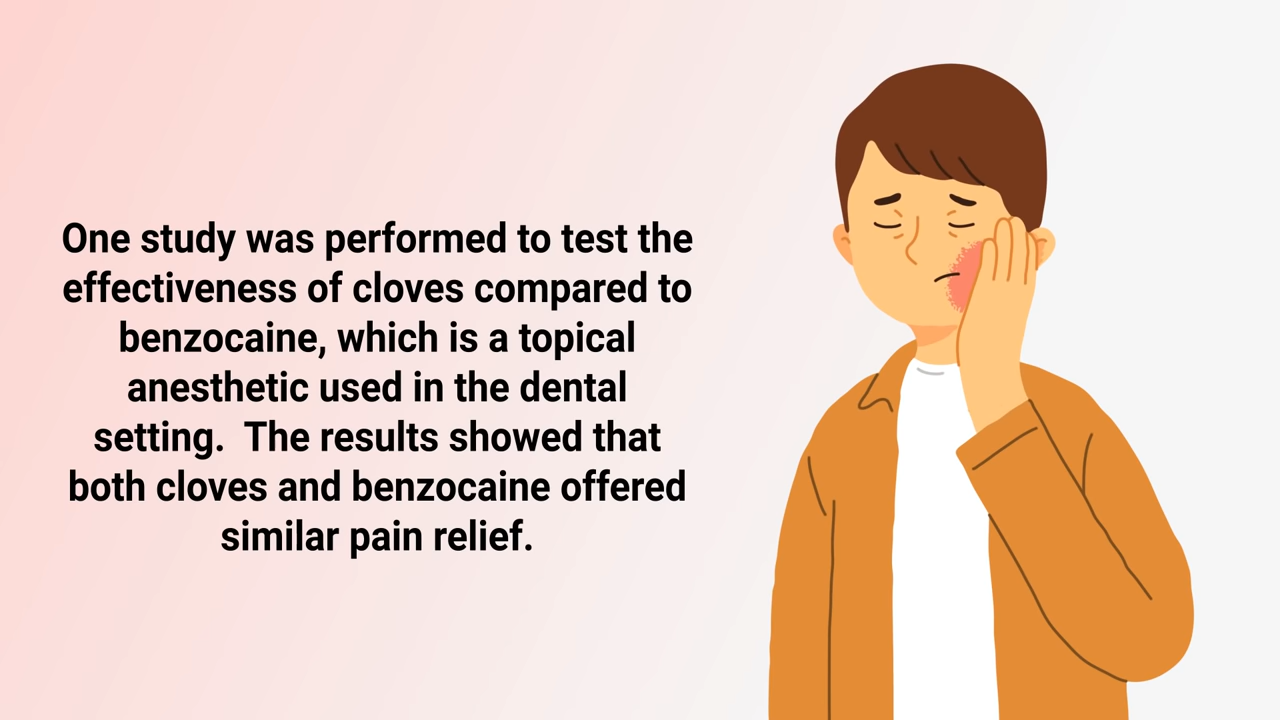 One study was performed to test the
effectiveness of cloves compared to
benzocaine, which is a topical
anesthetic used in the dental
setting.  The results showed that
both cloves and benzocaine offered
similar pain relief.